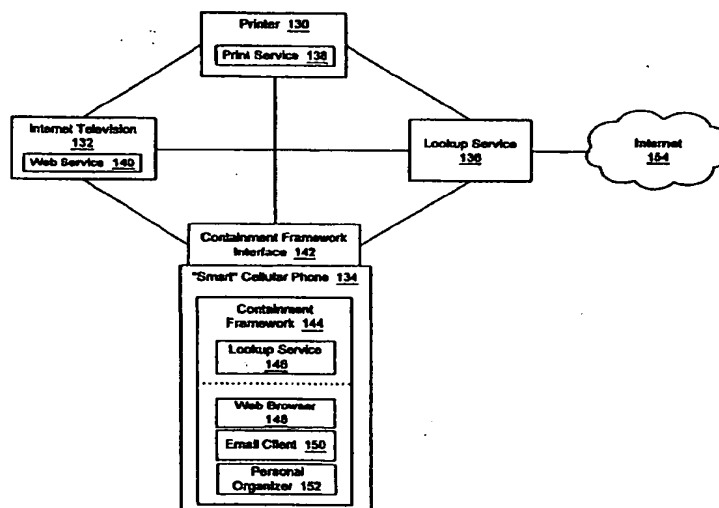 Printer 130
Print Service 138
Internet Television
132
Web Service 140
Lookup Service
136
Internet
154
Containment Framework
Interface 142
"Smart" Cellular Phone 134
Containment
Framework 144
Lookup Service
146
Web Browser
148
Email Client 150
Personal
Organizer 152